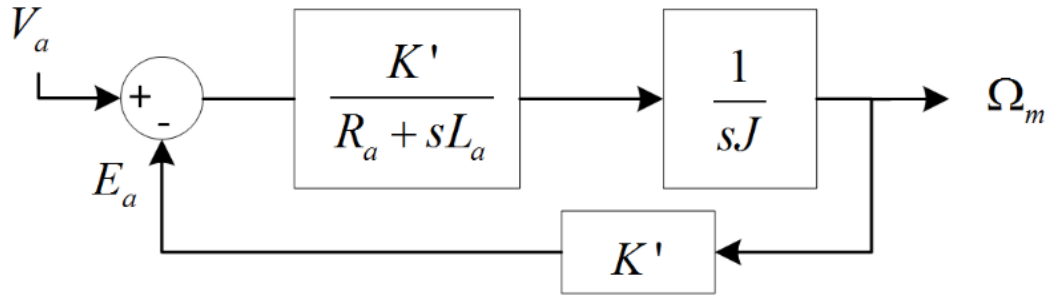 V_a
+
-
E_a
K'
R_a + sL_a
1
sJ
Ω_m
K'